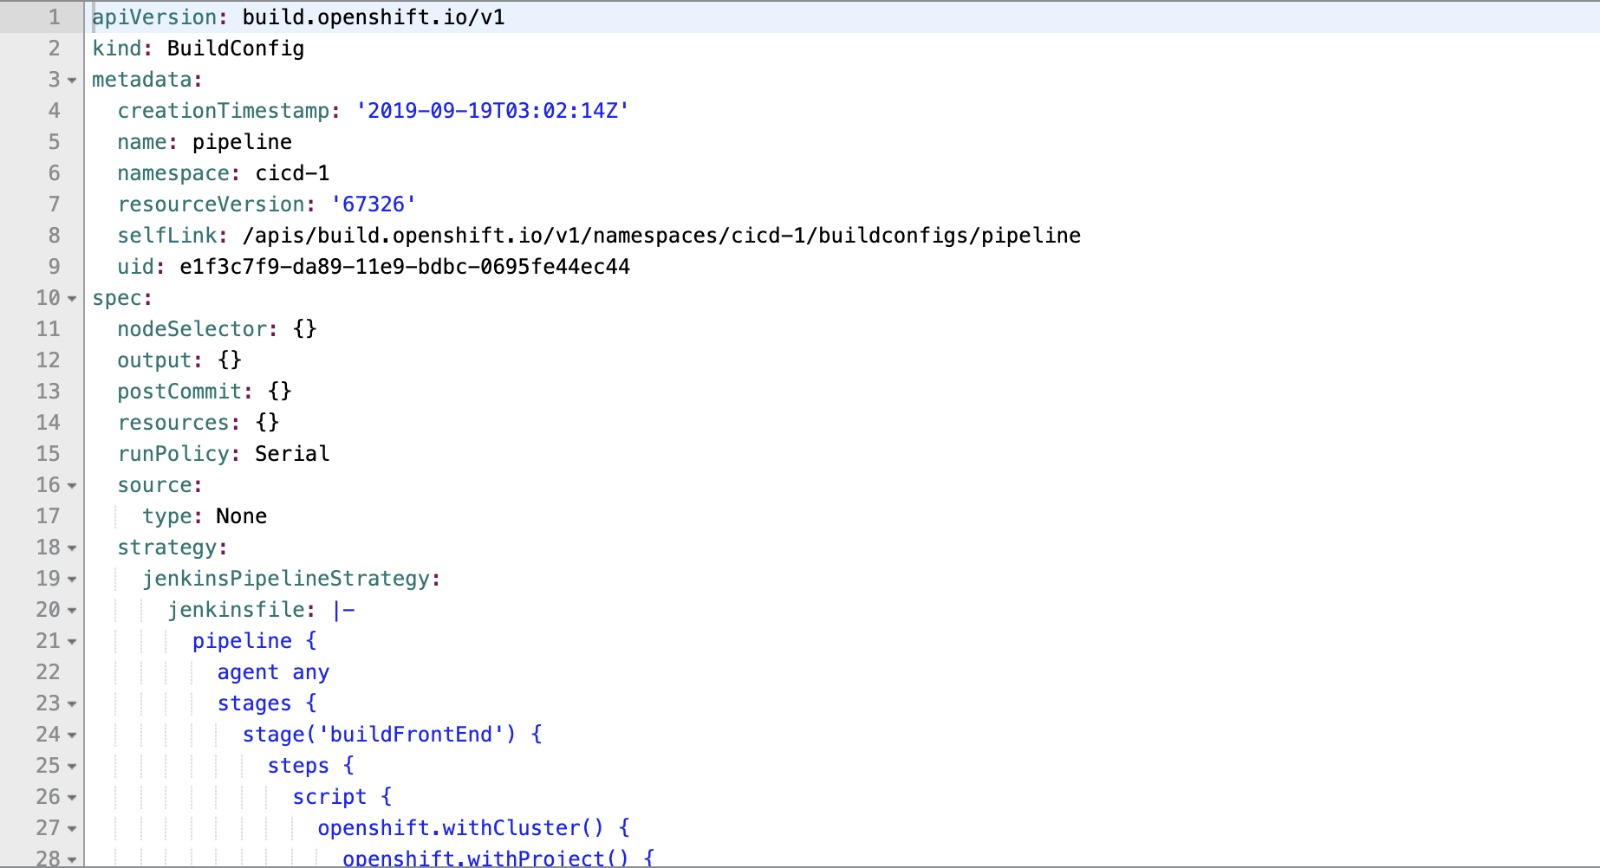 1 apiVersion: build.openshift.io/v1
2 kind: BuildConfig
3 metadata:
4 creationTimestamp: '2019-09-19T03:02:14Z'
5 name: pipeline
6 namespace: cicd-1
7 resourceVersion: '67326'
8 selfLink: /apis/build.openshift.io/v1/namespaces/cicd-1/buildconfigs/pipeline
9 uid: e1f3c7f9-da89-11e9-bdbc-0695fe44ec44
10 spec:
11 nodeSelector: {}
12 output: {}
13 postCommit: {}
14 resources: {}
15 runPolicy: Serial
16 source:
17 type: None
18 strategy:
19 jenkinsPipelineStrategy:
20 jenkinsfile: |-
21 pipeline {
22 agent any
23 stages {
24 stage('buildFrontEnd') {
25 steps {
26 script {
27 openshift.withCluster() {
28 openshift.withProject() {